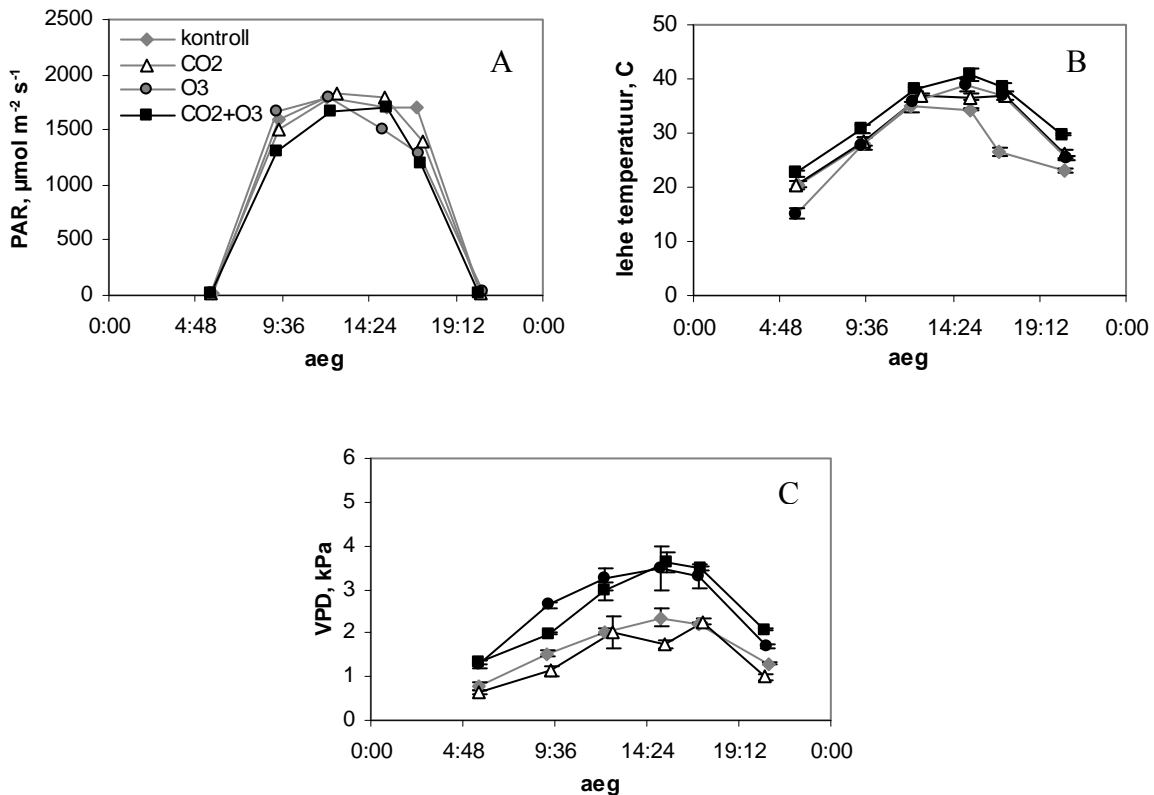 A
PAR, µmol m⁻² s⁻¹
2500
2000
1500
1000
500
0
kontroll
CO2
O3
CO2+O3
0:00 4:48 9:36 14:24 19:12 0:00
aeg
B
lehe temperatuur, C
50
40
30
20
10
0
0:00 4:48 9:36 14:24 19:12 0:00
aeg
C
VPD, kPa
6
5
4
3
2
1
0
0:00 4:48 9:36 14:24 19:12 0:00
aeg